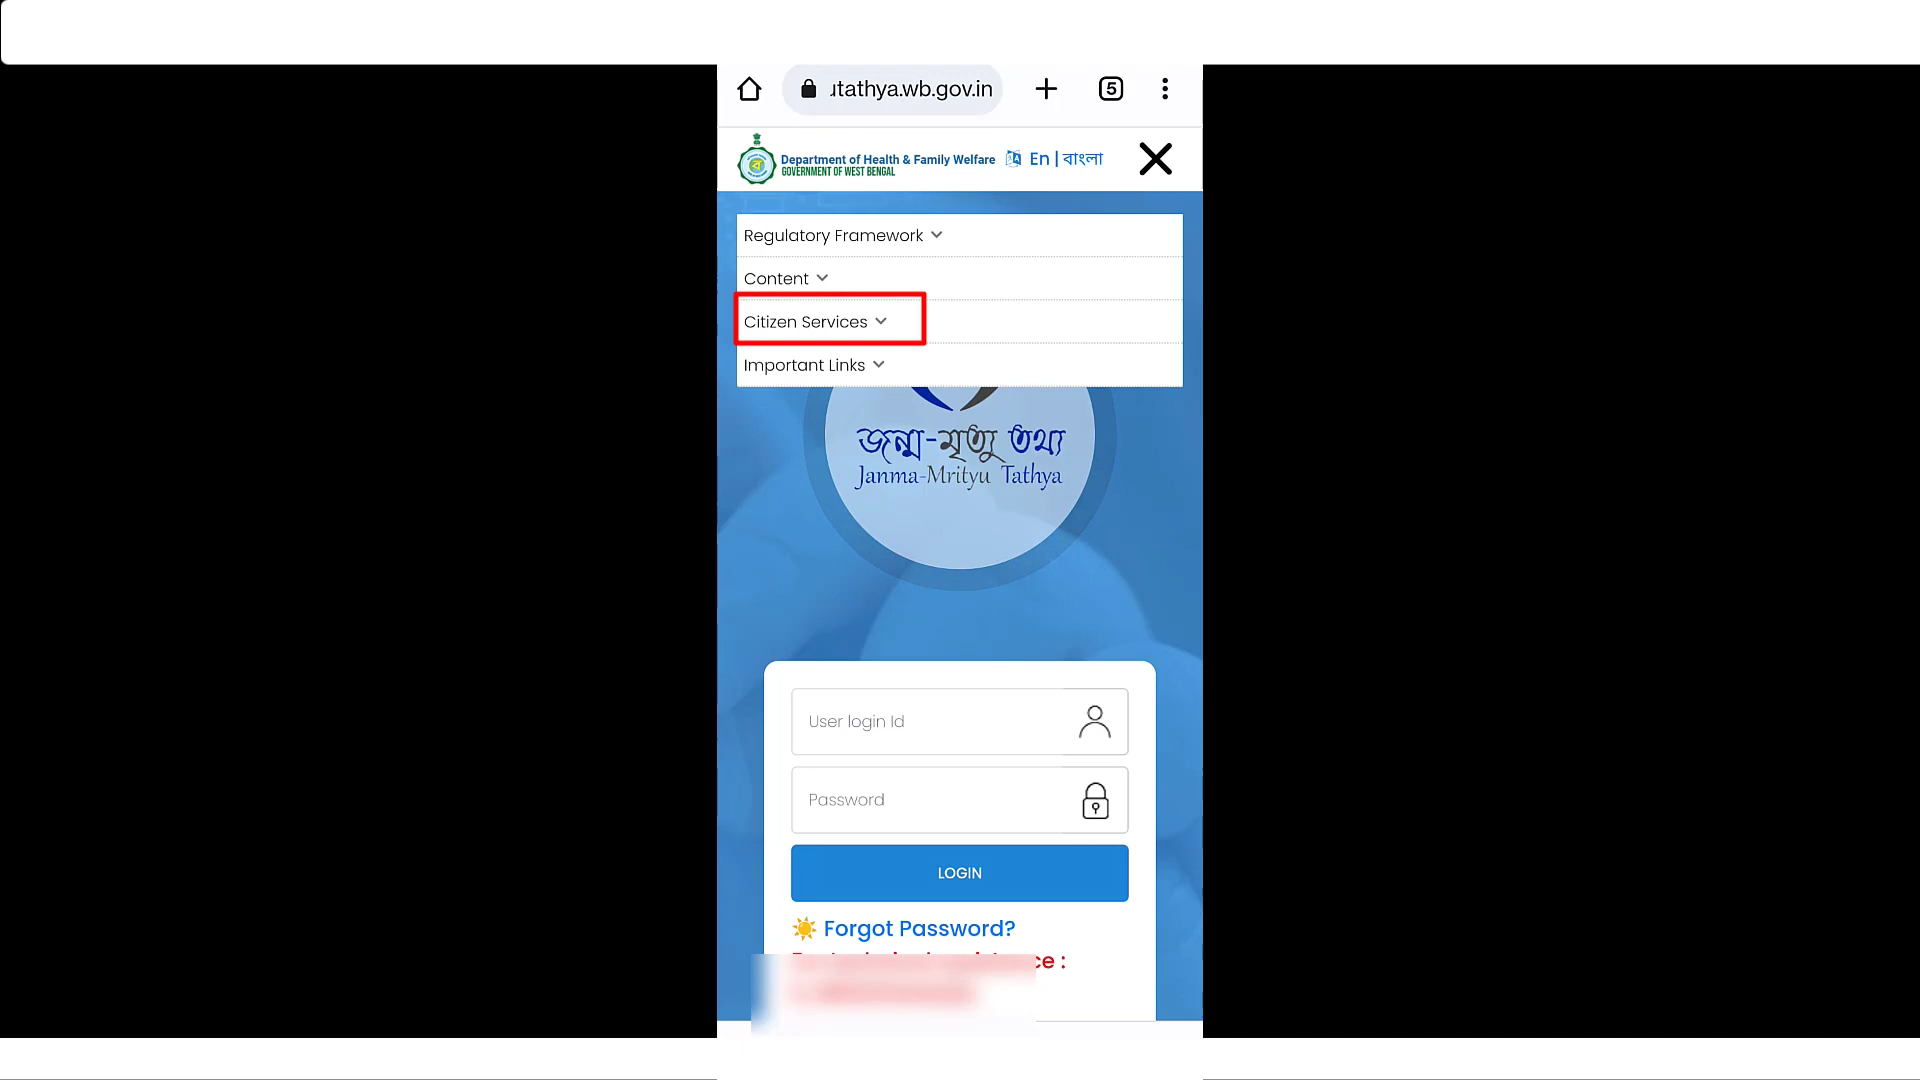 utathya.wb.gov.in
5
Department of Health & Family Welfare
GOVERNMENT OF WEST BENGAL
En | বাংলা
Regulatory Framework
Content
Citizen Services
Important Links
জন্ম-মৃত্যু তথ্য
Janma-Mrityu Tathya
User login Id
Password
LOGIN
Forgot Password?